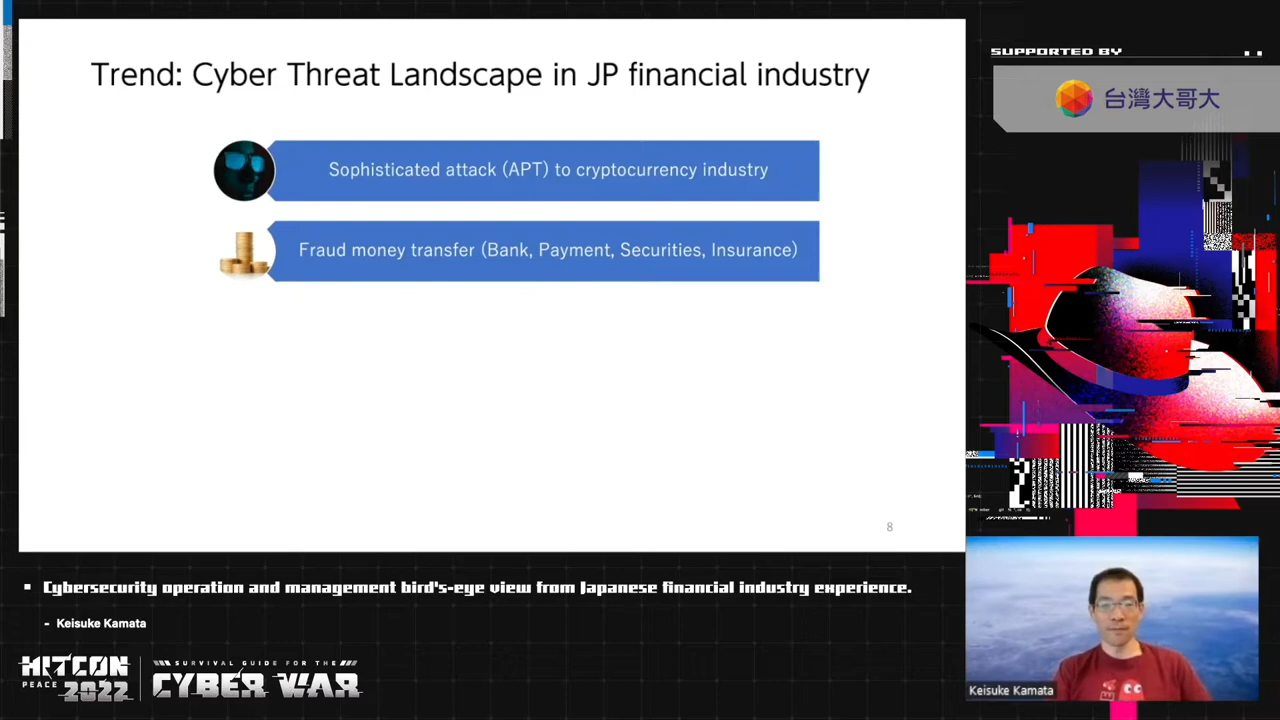 Trend: Cyber Threat Landscape in JP financial industry
Sophisticated attack (APT) to cryptocurrency industry
Fraud money transfer (Bank, Payment, Securities, Insurance)
8
SUPPORTED BY
台灣大哥大
Cybersecurity operation and management bird's-eye view from Japanese financial industry experience.
- Keisuke Kamata
HITCON
PEACE 2022
SURVIVAL GUIDE FOR THE
CYBER WAR
Keisuke Kamata